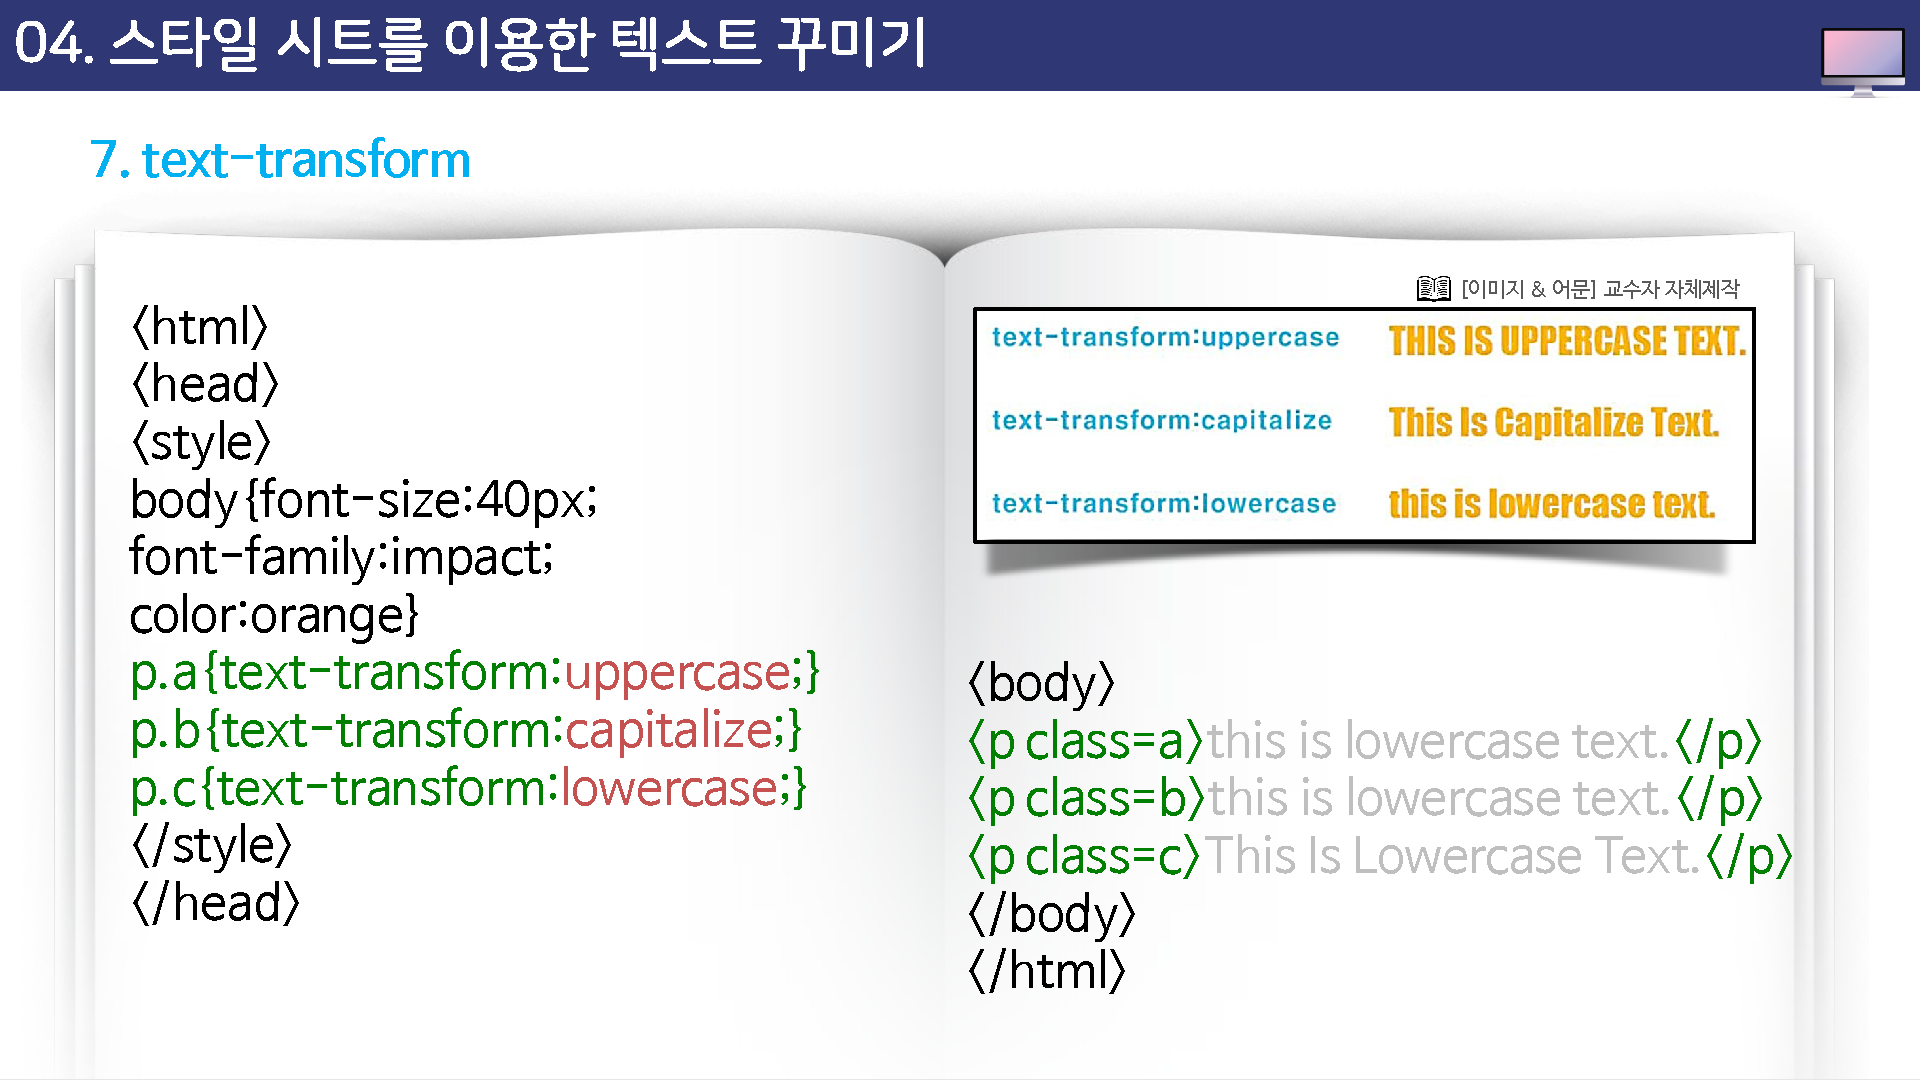 04. 스타일 시트를 이용한 텍스트 꾸미기
7. text-transform
<html>
<head>
<style>
body{font-size:40px;
font-family:impact;
color:orange}
p.a{text-transform:uppercase;}
p.b{text-transform:capitalize;}
p.c{text-transform:lowercase;}
</style>
</head>
[이미지 & 어문] 교수자 자체제작
text-transform:uppercase THIS IS UPPERCASE TEXT.
text-transform:capitalize This Is Capitalize Text.
text-transform:lowercase this is lowercase text.
<body>
<p class=a>this is lowercase text.</p>
<p class=b>this is lowercase text.</p>
<p class=c>This Is Lowercase Text.</p>
</body>
</html>